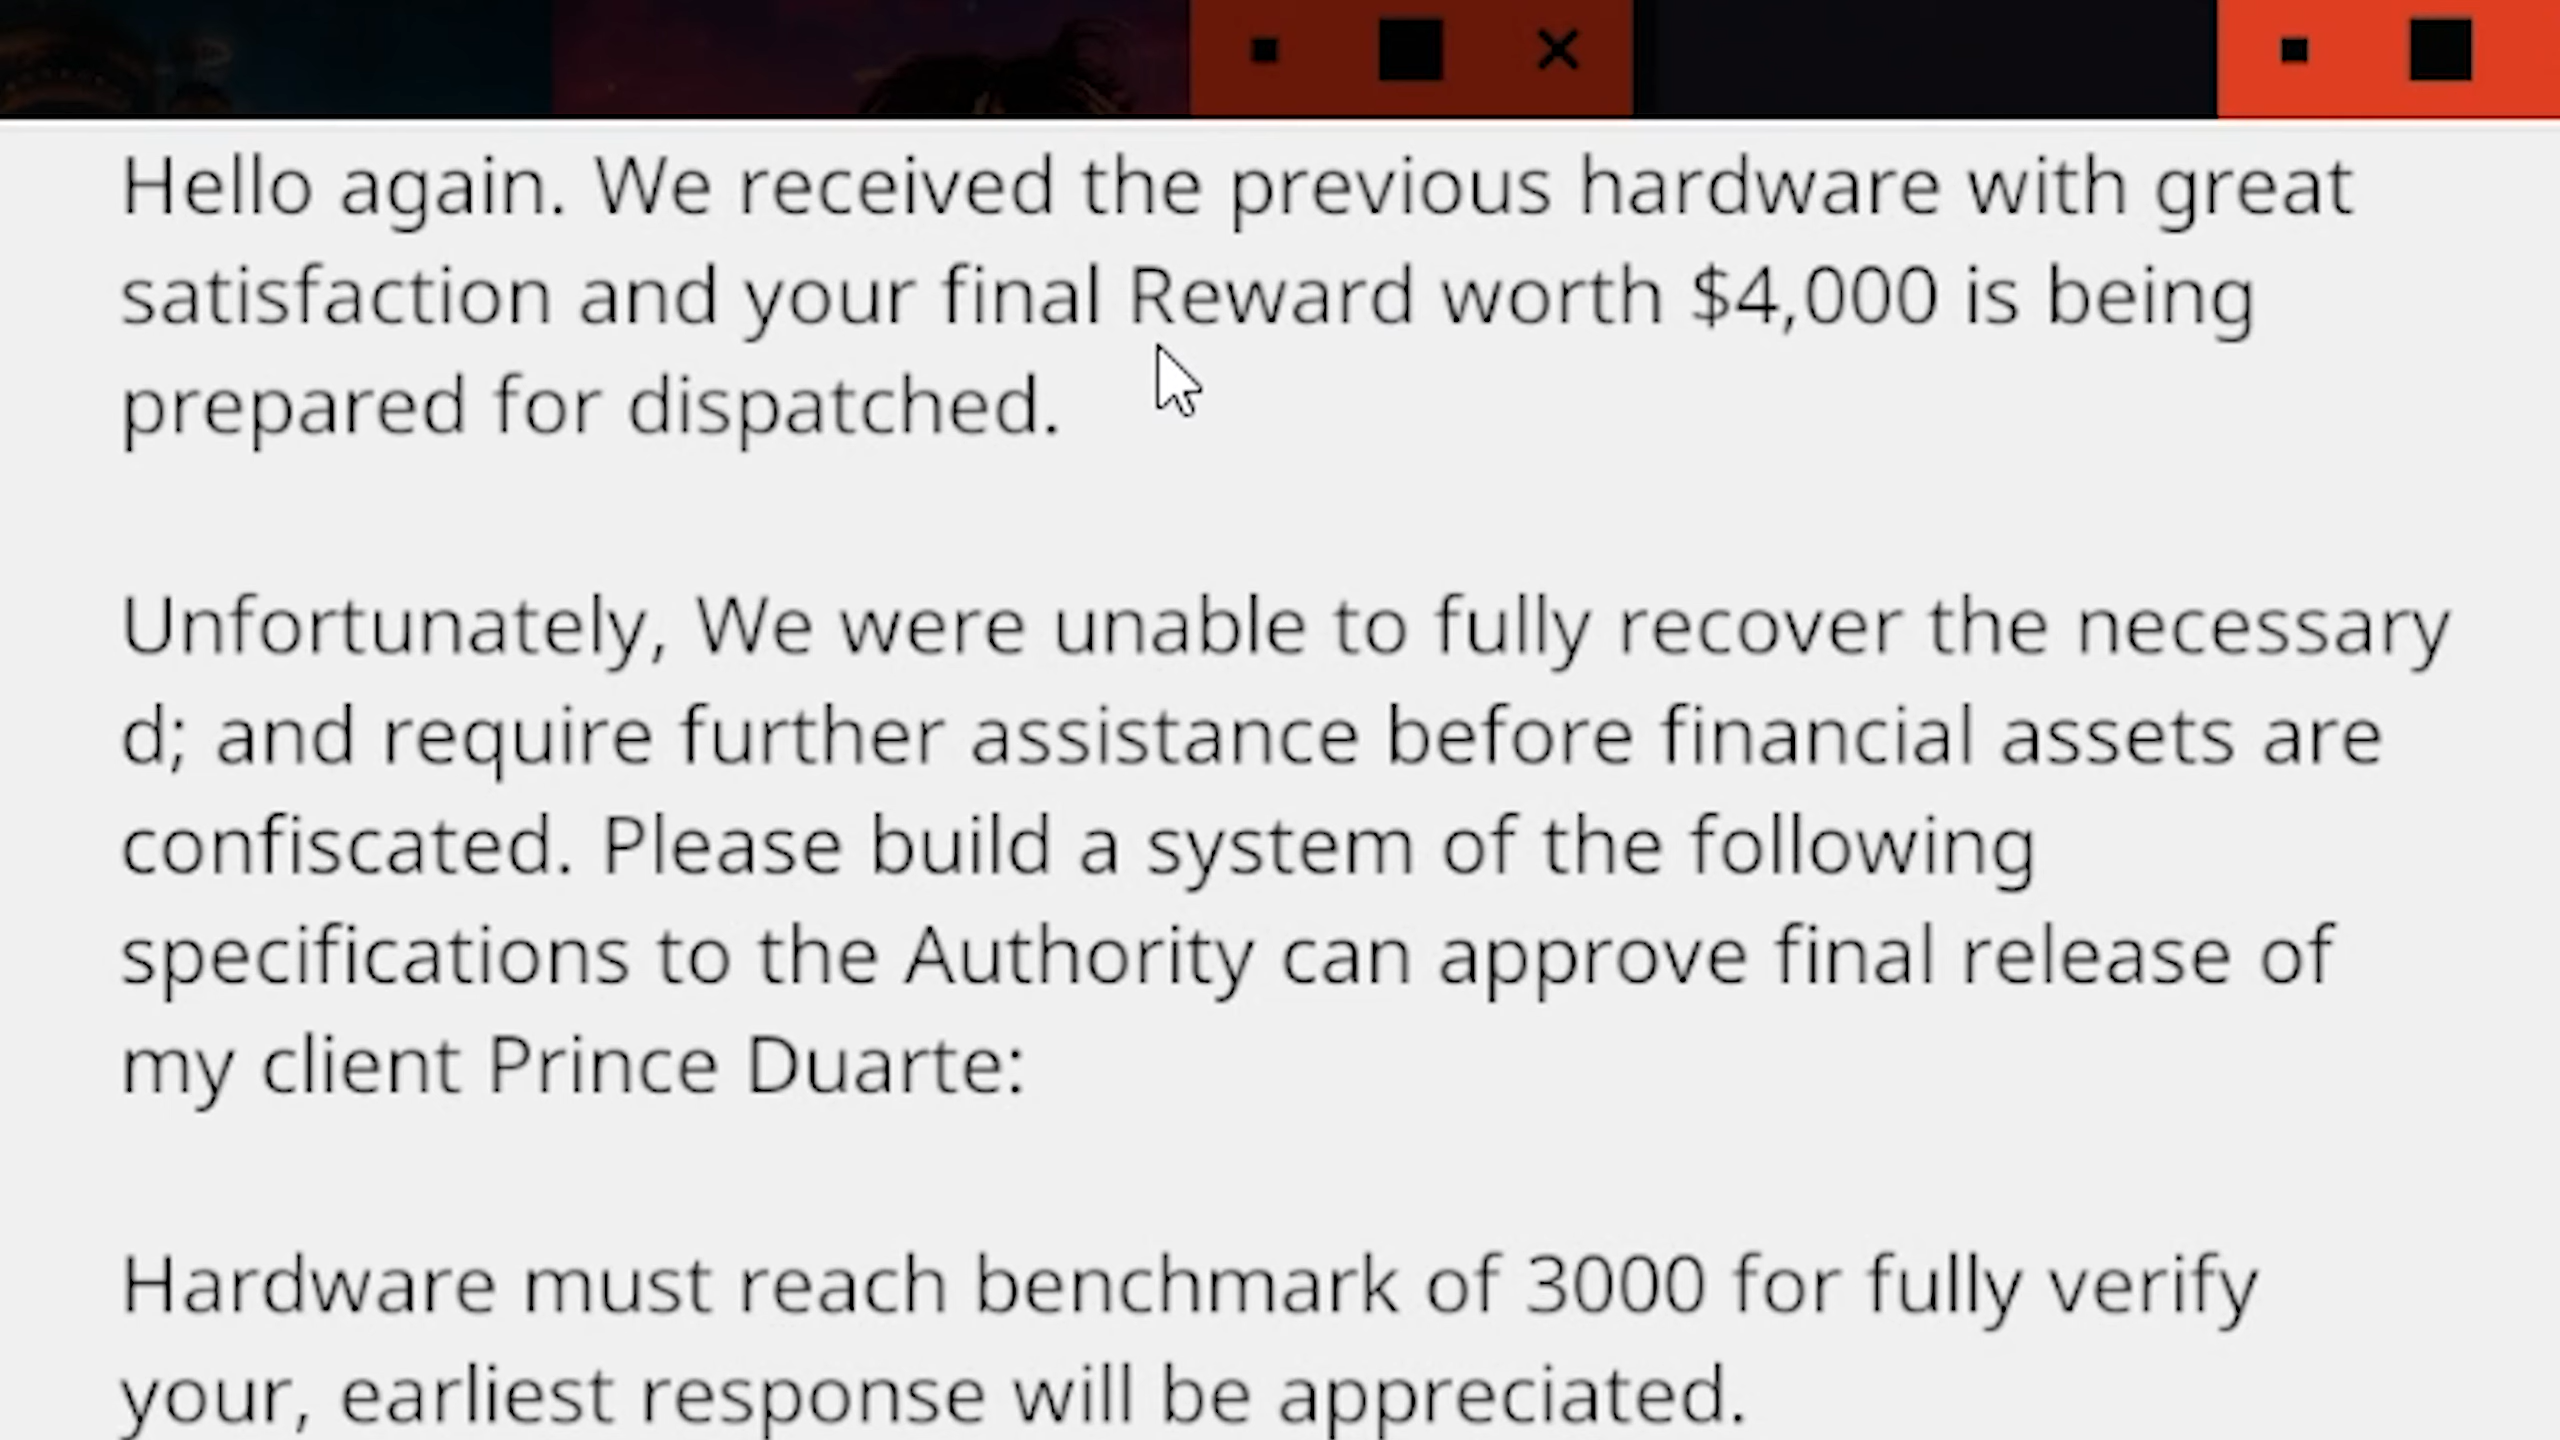 Hello again. We received the previous hardware with great
satisfaction and your final Reward worth $4,000 is being
prepared for dispatched.
Unfortunately, We were unable to fully recover the necessary
d; and require further assistance before financial assets are
confiscated. Please build a system of the following
specifications to the Authority can approve final release of
my client Prince Duarte:
Hardware must reach benchmark of 3000 for fully verify
your, earliest response will be appreciated.